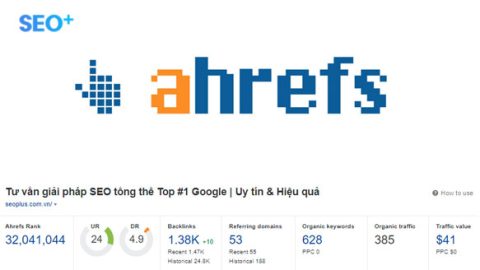 SEO+
ahrefs
Tư vấn giải pháp SEO tổng thể Top #1 Google | Uy tín & Hiệu quả
How to use
seoplus.com.vn/
Ahrefs Rank UR DR Backlinks Referring domains Organic keywords Organic traffic Traffic value
32,041,044 24 4.9 1.38K +10 53 628 385 $41
Recent 1.47K Recent 55 PPC 0 PPC $0
Historical 24.8K Historical 188